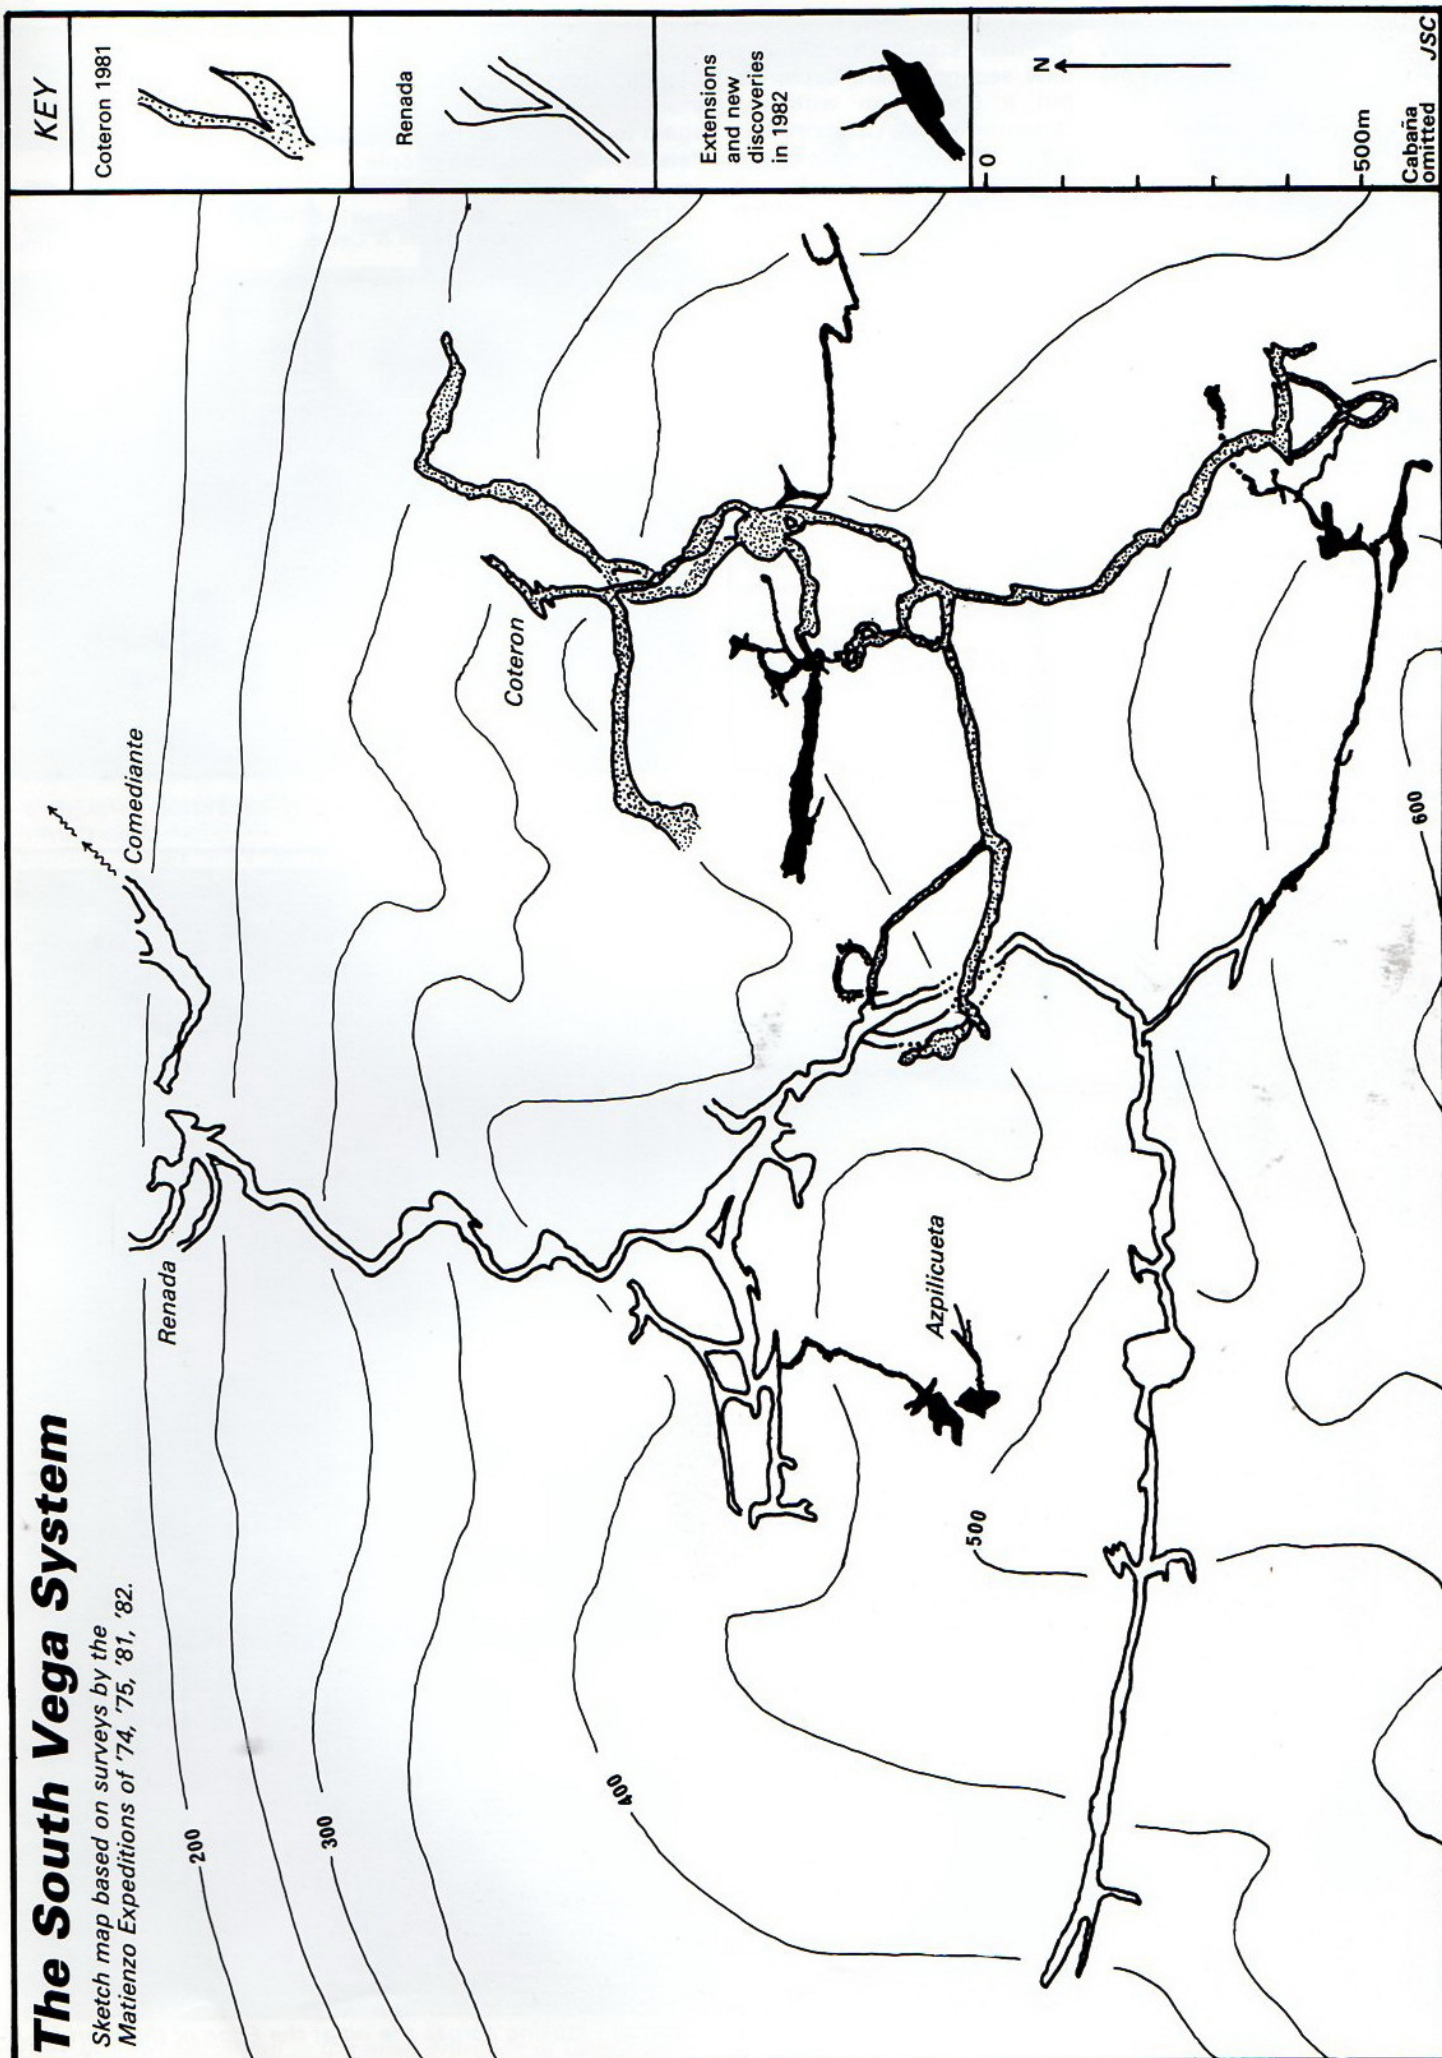 The South Vega System
Sketch map based on surveys by the
Matienzo Expeditions of '74, '75, '81, '82.
Comediante
Renada
Coteron
Azpilicueta
200
300
400
500
600
KEY
Coteron 1981
Renada
Extensions
and new
discoveries
in 1982
N
0
500m
Cabaña
omitted
JSC